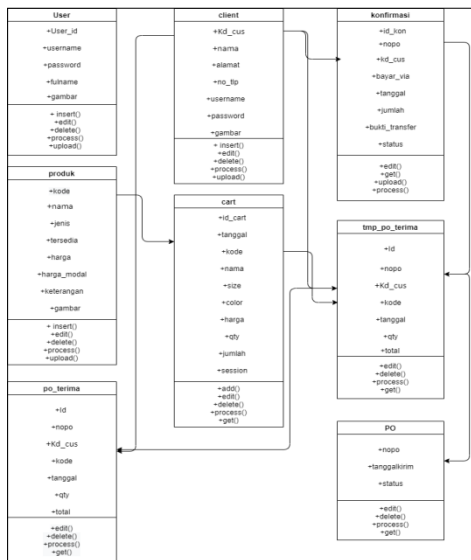 User
+User_id
+username
+password
+fulname
+gambar
+ insert()
+edit()
+delete()
+process()
+upload()
client
+Kd_cus
+nama
+alamat
+no_tlp
+username
+password
+gambar
+ insert()
+edit()
+delete()
+process()
+upload()
konfirmasi
+id_kon
+nopo
+kd_cus
+bayar_via
+tanggal
+jumlah
+bukti_transfer
+status
+edit()
+get()
+upload()
+process()
produk
+kode
+nama
+jenis
+tersedia
+harga
+harga_modal
+keterangan
+gambar
+ insert()
+edit()
+delete()
+process()
+upload()
cart
+id_cart
+tanggal
+kode
+nama
+size
+color
+harga
+qty
+jumlah
+session
+add()
+edit()
+delete()
+process()
+get()
tmp_po_terima
+Id
+nopo
+Kd_cus
+kode
+tanggal
+qty
+total
+edit()
+delete()
+process()
+get()
po_terima
+Id
+nopo
+Kd_cus
+kode
+tanggal
+qty
+total
+edit()
+delete()
+process()
+get()
PO
+nopo
+tanggalkirim
+status
+edit()
+delete()
+process()
+get()